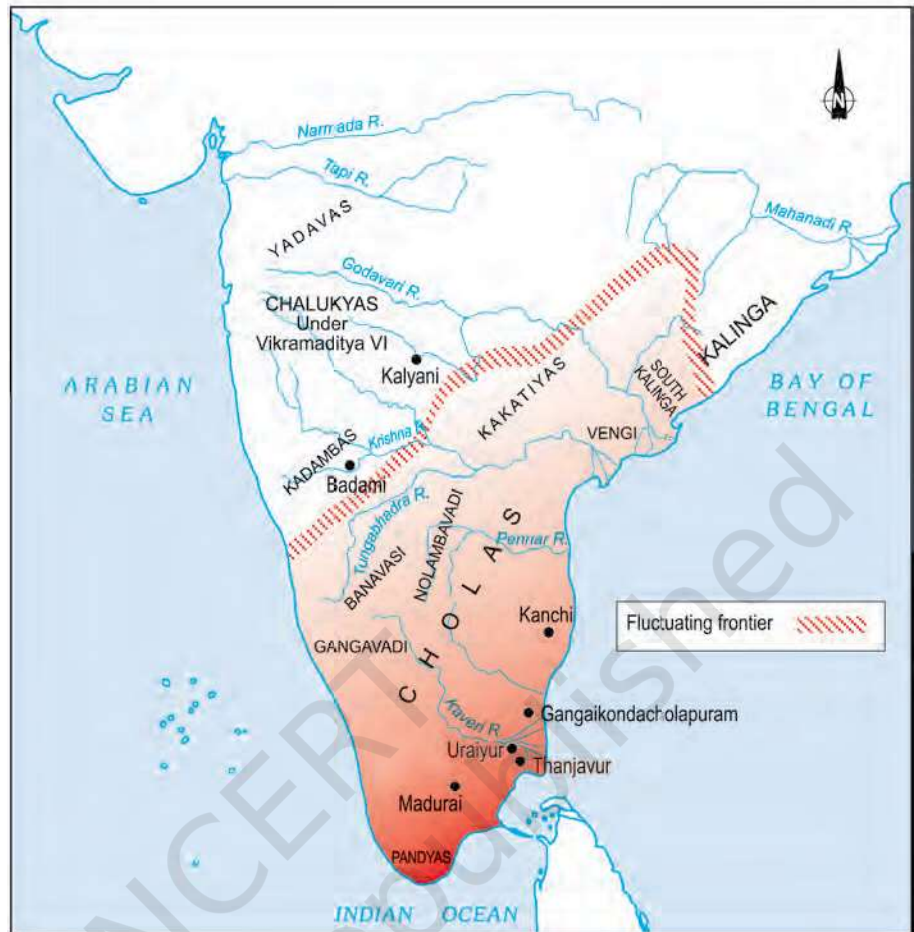 N
Narmada R.
Tapi R.
YADAVAS
Mahanadi R.
Godavari R.
CHALUKYAS
Under
Vikramaditya VI
Kalyani
KALINGA
SOUTH
KALINGA
ARABIAN
SEA
BAY OF
BENGAL
KAKATIYAS
VENGI
KADAMBAS
Krishna R.
Badami
Tungabhadra R.
NOLAMBAVADI
BANAVASI
Pennar R.
CHOLAS
Kanchi
Fluctuating frontier
GANGAVADI
Gangaikondacholapuram
Kaveri R.
Uraiyur
Thanjavur
Madurai
PANDYAS
INDIAN OCEAN
NCERT
republished